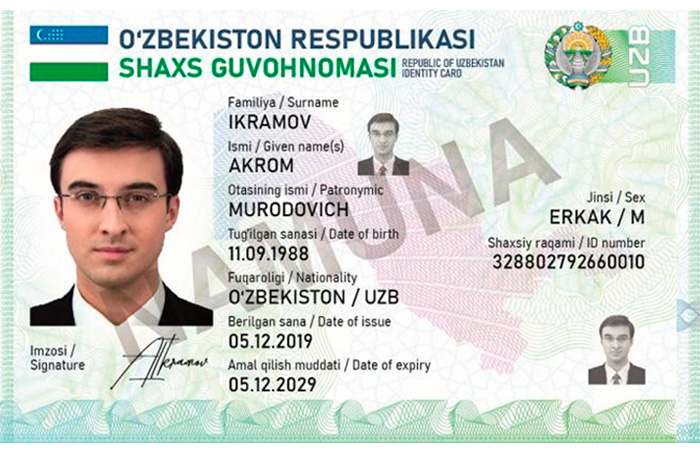 O‘ZBEKISTON RESPUBLIKASI
SHAXS GUVOHNOMASI
REPUBLIC OF UZBEKISTAN
IDENTITY CARD
UZB
Familiya / Surname
IKRAMOV
Ismi / Given name(s)
AKROM
Otasining ismi / Patronymic
MURODOVICH
Tug‘ilgan sanasi / Date of birth
11.09.1988
Fuqaroligi / Nationality
O‘ZBEKISTON / UZB
Berilgan sana / Date of issue
05.12.2019
Amal qilish muddati / Date of expiry
05.12.2029
Jinsi / Sex
ERKAK / M
Shaxsiy raqami / ID number
328802792660010
Imzosi /
Signature
AIkramov
NAMUNA
UZB